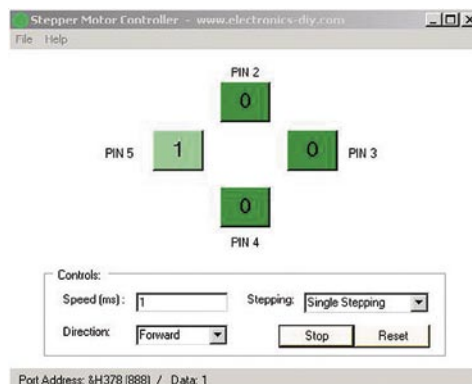 Stepper Motor Controller - www.electronics-diy.com
File Help
PIN 2
0
PIN 5 1 0 PIN 3
0
PIN 4
Controls:
Speed (ms): 1 Stepping: Single Stepping
Direction: Forward Stop Reset
Port Address: &H378 (888) / Data: 1